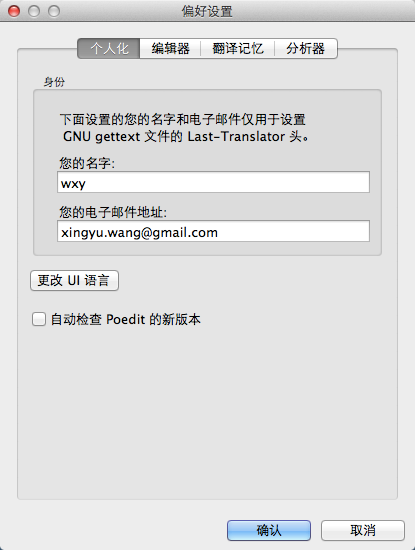 偏好设置
个人化 编辑器 翻译记忆 分析器
身份
下面设置的您的名字和电子邮件仅用于设置
GNU gettext 文件的 Last-Translator 头。
您的名字:
wxy
您的电子邮件地址:
xingyu.wang@gmail.com
更改 UI 语言
自动检查 Poedit 的新版本
确认 取消